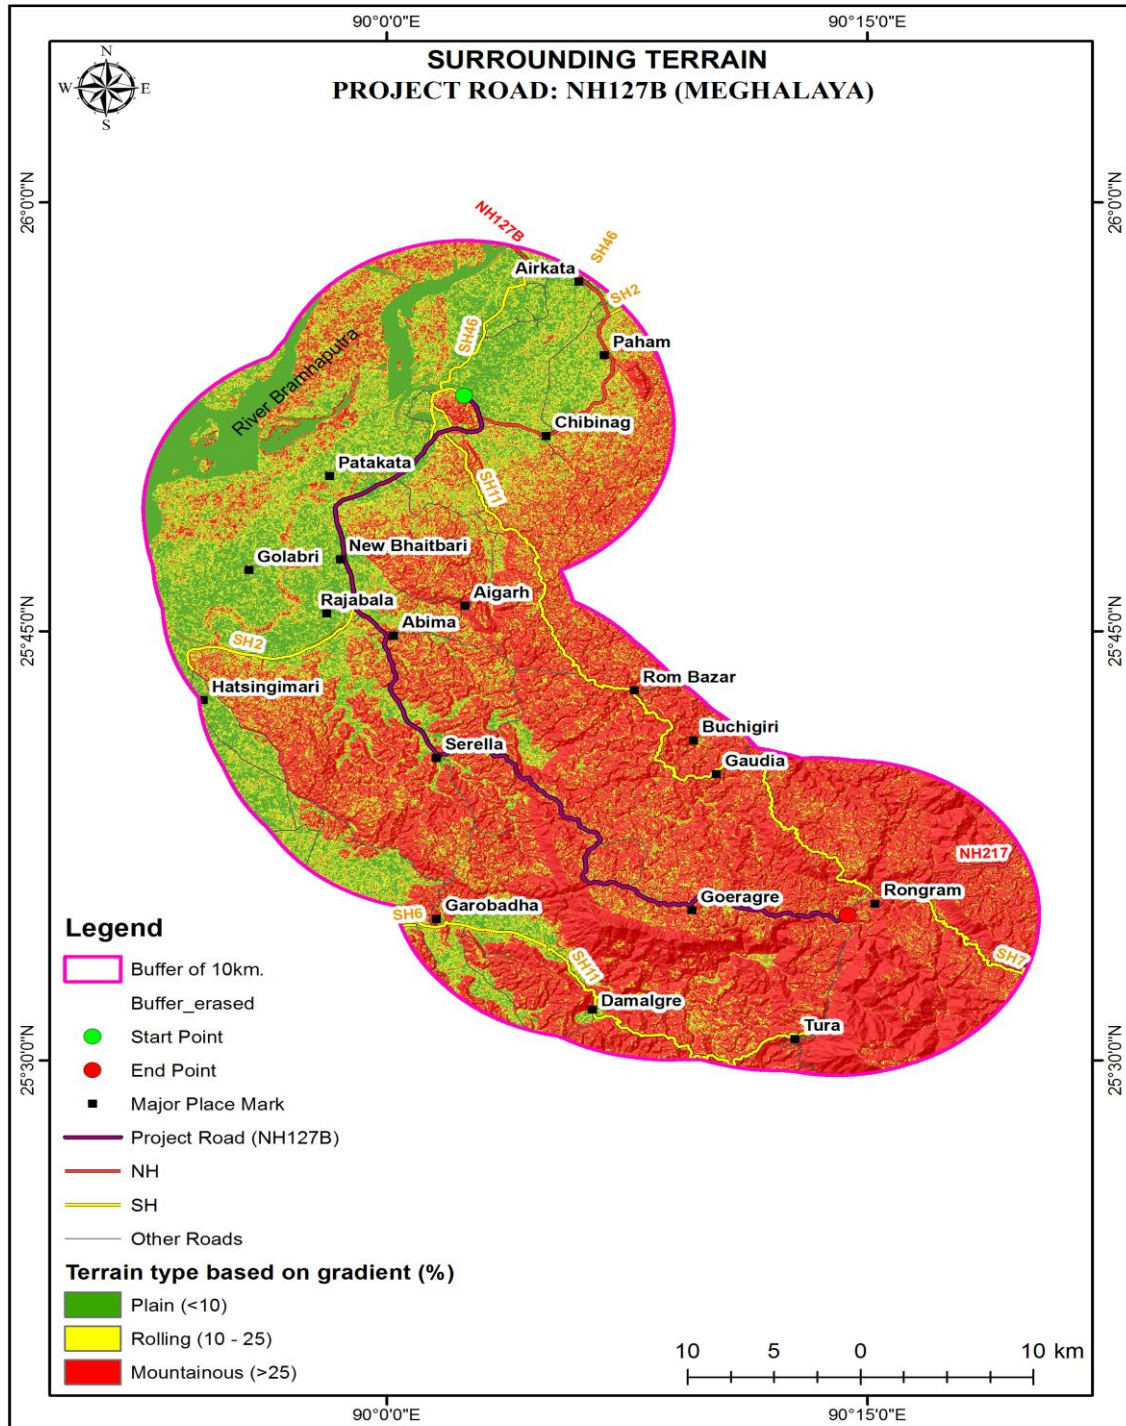 90°0'0"E
90°15'0"E
SURROUNDING TERRAIN
PROJECT ROAD: NH127B (MEGHALAYA)
N
W
E
S
26°0'0"N
26°0'0"N
NH127B
SH46
Airkata
SH2
SH46
Paham
River Bramhaputra
Chibinag
Patakata
SH11
New Bhaitbari
Golabri
Aigarh
Rajabala
Abima
25°45'0"N
25°45'0"N
SH2
Rom Bazar
Hatsingimari
Buchigiri
Serella
Gaudia
NH217
Rongram
Goeragre
Garobadha
SH6
SH7
SH11
Damalgre
Tura
25°30'0"N
25°30'0"N
Legend
Buffer of 10km.
Buffer_erased
Start Point
End Point
Major Place Mark
Project Road (NH127B)
NH
SH
Other Roads
Terrain type based on gradient (%)
Plain (<10)
Rolling (10 - 25)
Mountainous (>25)
10 5 0 10 km
90°0'0"E
90°15'0"E